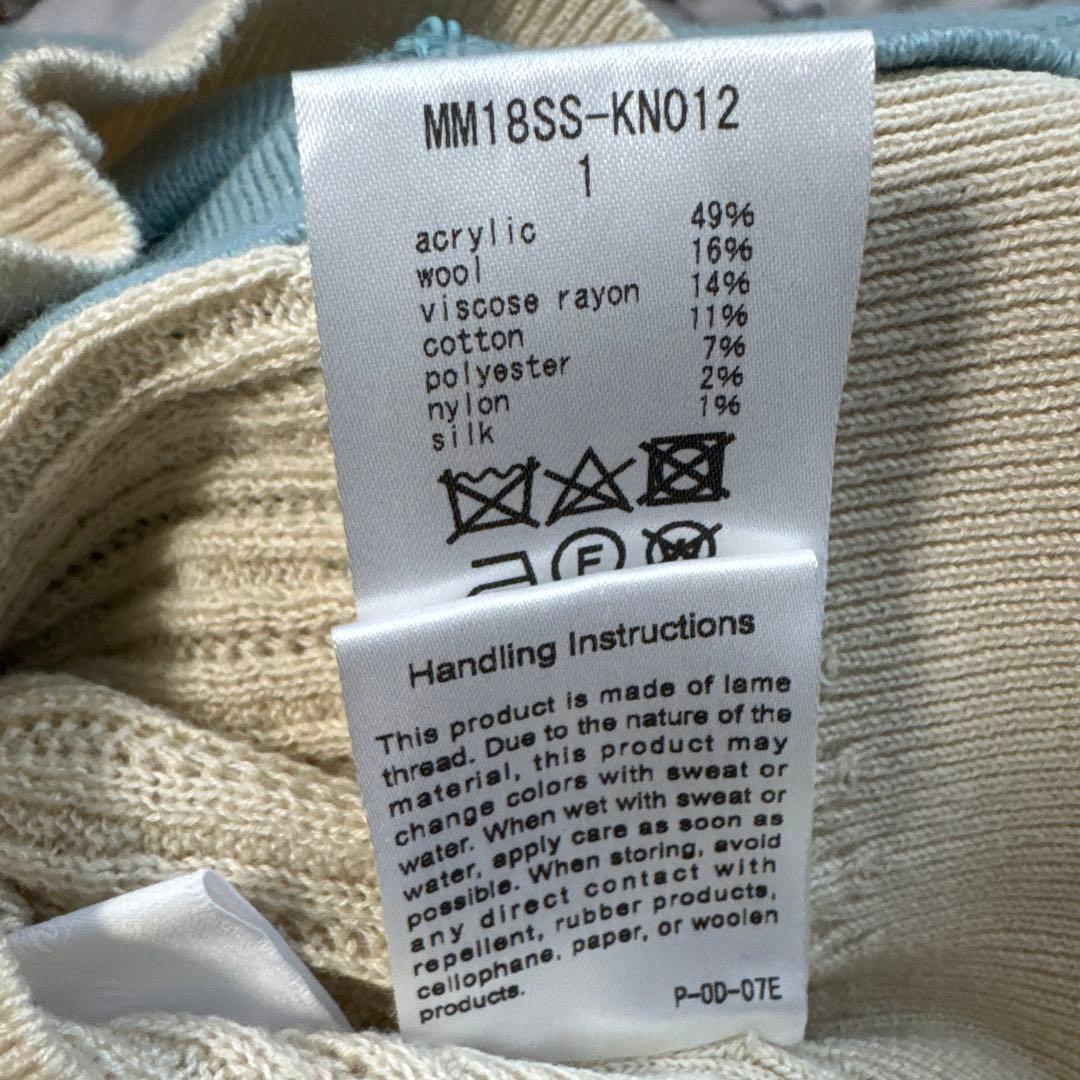 MM18SS-KN012
1
acrylic 49%
wool 16%
viscose rayon 14%
cotton 11%
polyester 7%
nylon 2%
silk 1%
F
W
Handling Instructions
This product is made of lame
thread. Due to the nature of the
material, this product may
change colors with sweat or
water. When wet with sweat or
water, apply care as soon as
possible. When storing, avoid
any direct contact with
repellent, rubber products,
cellophane, paper, or woolen
products.
P-OD-07E